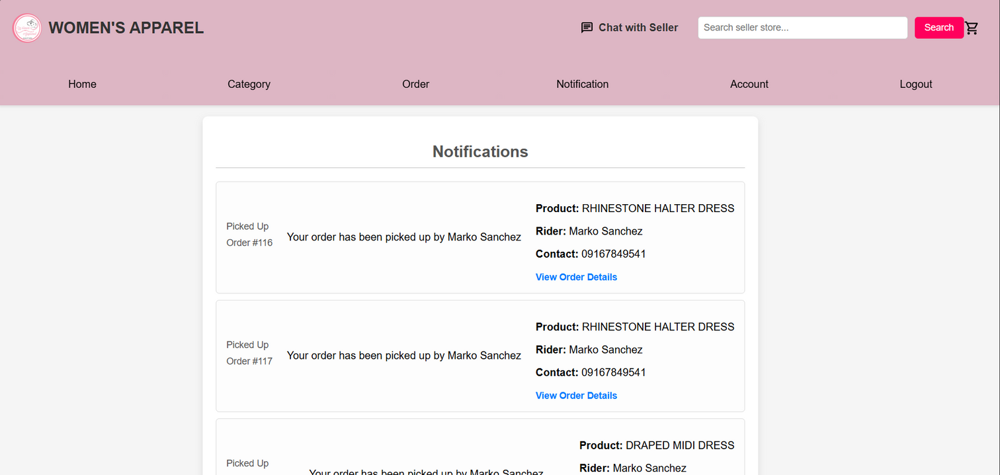 WOMEN'S APPAREL
Chat with Seller
Search seller store...
Search
Home
Category
Order
Notification
Account
Logout
Notifications
Picked Up
Order #116
Your order has been picked up by Marko Sanchez
Product: RHINESTONE HALTER DRESS
Rider: Marko Sanchez
Contact: 09167849541
View Order Details
Picked Up
Order #117
Your order has been picked up by Marko Sanchez
Product: RHINESTONE HALTER DRESS
Rider: Marko Sanchez
Contact: 09167849541
View Order Details
Picked Up
Your order has been picked up by Marko Sanchez
Product: DRAPED MIDI DRESS
Rider: Marko Sanchez